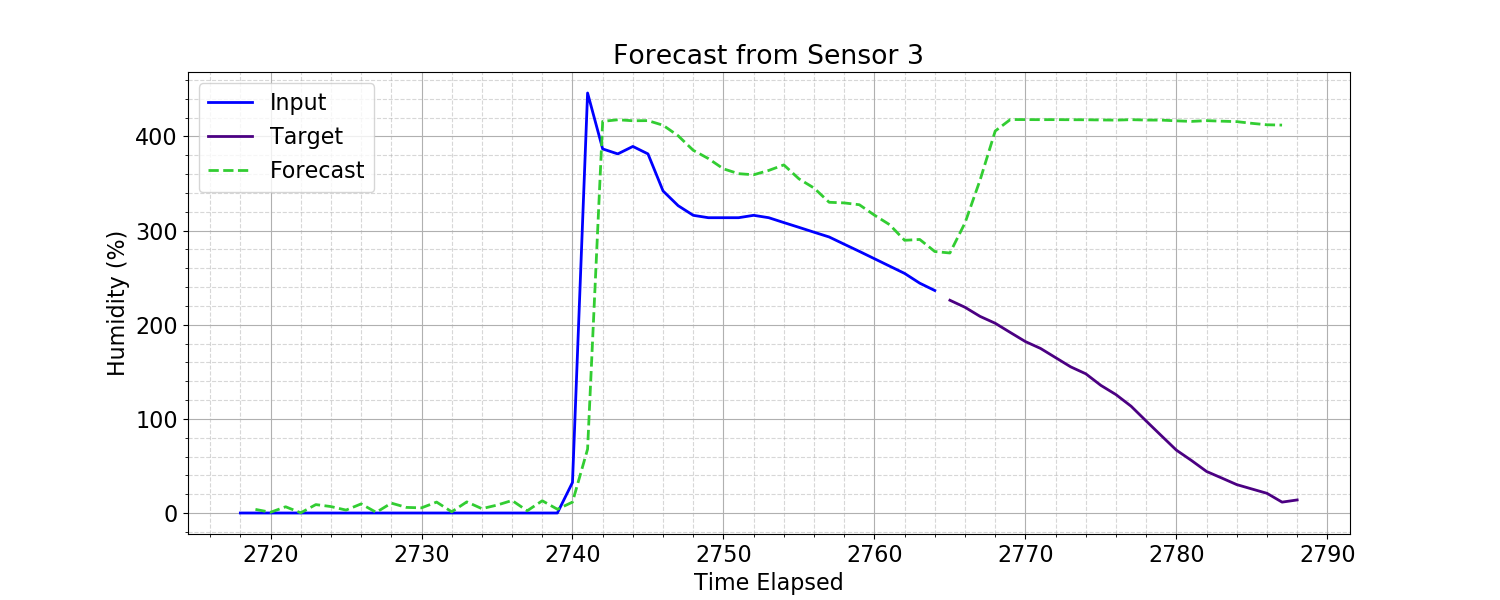 Forecast from Sensor 3
Input
Target
Forecast
Humidity (%)
400
300
200
100
0
2720 2730 2740 2750 2760 2770 2780 2790
Time Elapsed